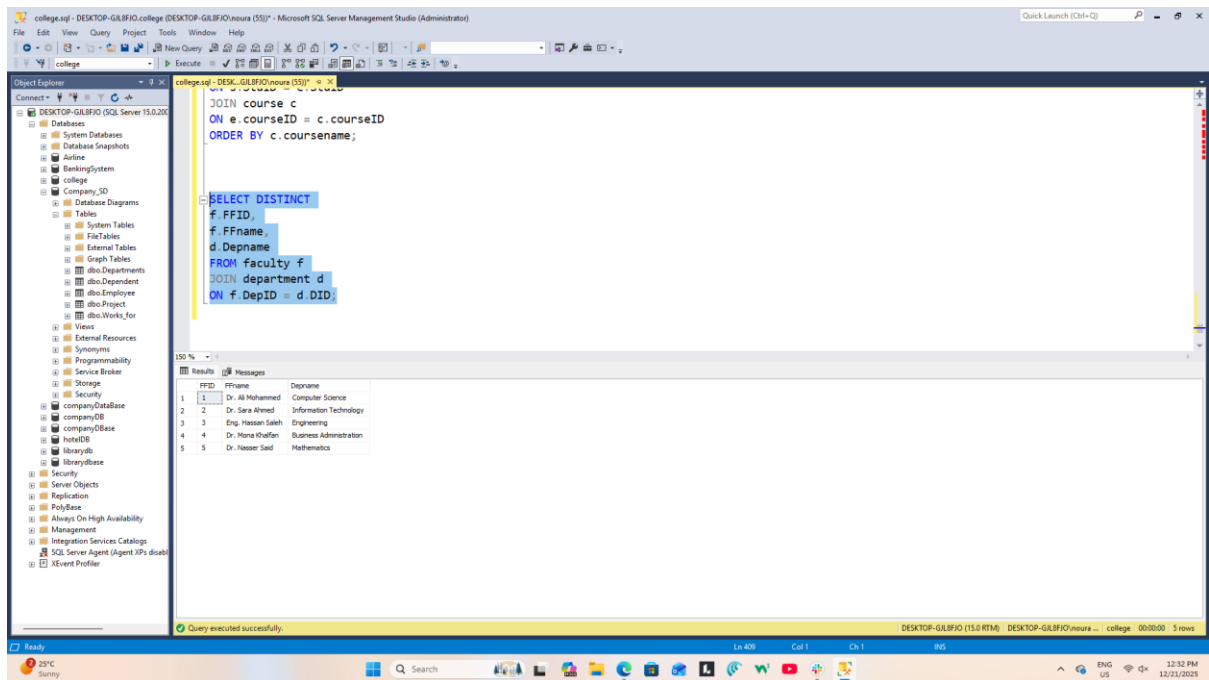 college.sql - DESKTOP-GJL8FJO.college (DESKTOP-GJL8FJO\noura (55))* - Microsoft SQL Server Management Studio (Administrator)
Quick Launch (Ctrl+Q)
File Edit View Query Project Tools Window Help
New Query
college
Execute
Object Explorer
Connect
DESKTOP-GJL8FJO (SQL Server 15.0.200
Databases
System Databases
Database Snapshots
Airline
BankingSystem
college
Company_SD
Database Diagrams
Tables
System Tables
FileTables
External Tables
Graph Tables
dbo.Departments
dbo.Dependent
dbo.Employee
dbo.Project
dbo.Works_for
Views
External Resources
Synonyms
Programmability
Service Broker
Storage
Security
companyDataBase
companyDB
companyDBase
hotelDB
librarydb
librarydbase
Security
Server Objects
Replication
PolyBase
Always On High Availability
Management
Integration Services Catalogs
SQL Server Agent (Agent XPs disabl
XEvent Profiler
college.sql - DESK...GJL8FJO\noura (55))*
JOIN course c
ON e.courseID = c.courseID
ORDER BY c.coursename;
SELECT DISTINCT
f.FFID,
f.FFname,
d.Depname
FROM faculty f
JOIN department d
ON f.DepID = d.DID;
150 %
Results Messages
FFID FFname Depname
1 1 Dr. Ali Mohammed Computer Science
2 2 Dr. Sara Ahmed Information Technology
3 3 Eng. Hassan Saleh Engineering
4 4 Dr. Mona Khalfan Business Administration
5 5 Dr. Nasser Said Mathematics
Query executed successfully.
DESKTOP-GJL8FJO (15.0 RTM) DESKTOP-GJL8FJO\noura ... college 00:00:00 5 rows
Ready
Ln 409 Col 1 Ch 1 INS
2
25°C
Sunny
Search
ENG
US
12:32 PM
12/21/2025